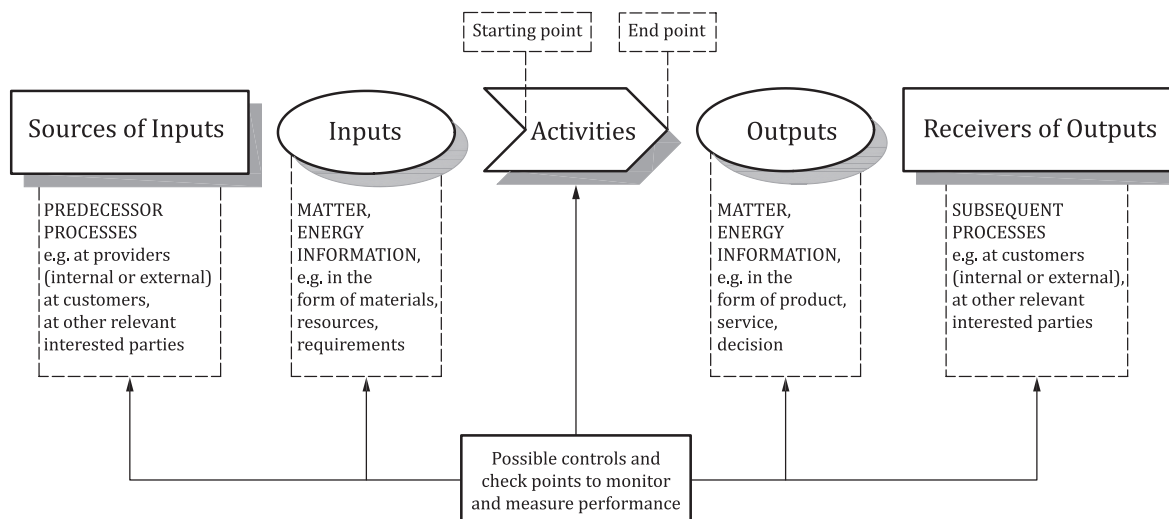 Starting point
End point
Sources of Inputs
Inputs
Activities
Outputs
Receivers of Outputs
PREDECESSOR
PROCESSES
e.g. at providers
(internal or external)
at customers,
at other relevant
interested parties
MATTER,
ENERGY
INFORMATION,
e.g. in the
form of materials,
resources,
requirements
MATTER,
ENERGY
INFORMATION,
e.g. in the
form of product,
service,
decision
SUBSEQUENT
PROCESSES
e.g. at customers
(internal or external),
at other relevant
interested parties
Possible controls and
check points to monitor
and measure performance